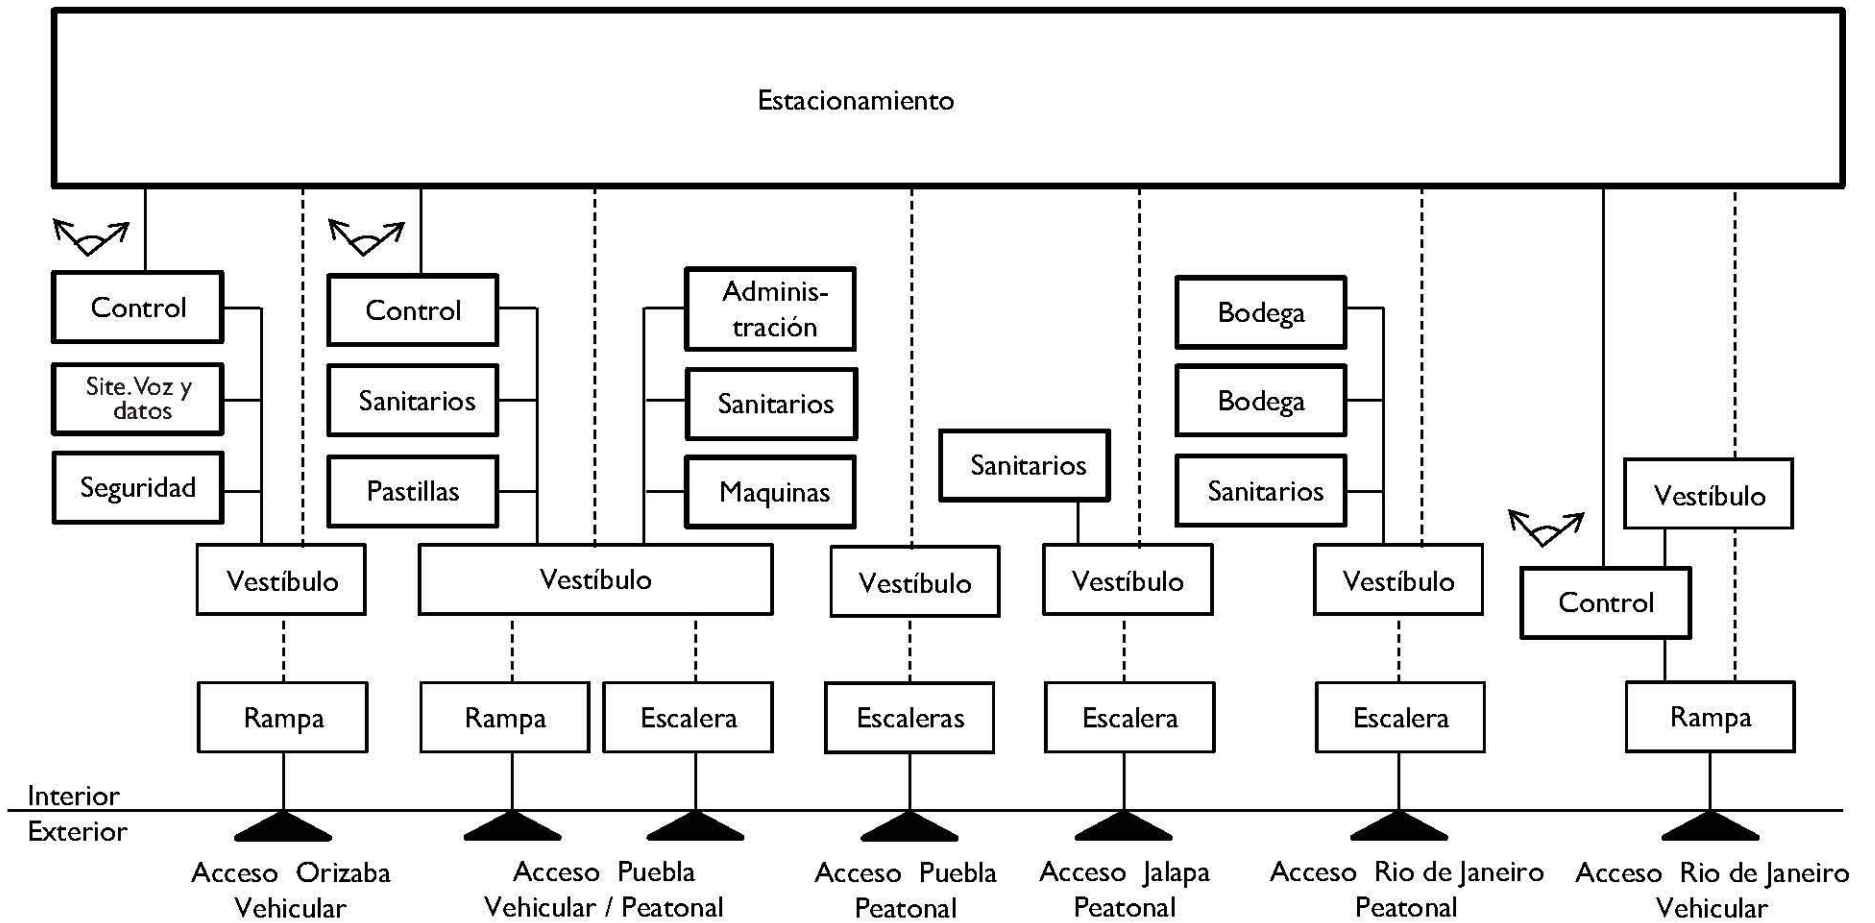 Estacionamiento
Control
Site. Voz y
datos
Seguridad
Control
Sanitarios
Pastillas
Adminis-
tración
Sanitarios
Maquinas
Sanitarios
Bodega
Bodega
Sanitarios
Vestíbulo
Control
Vestíbulo
Vestíbulo
Vestíbulo
Vestíbulo
Vestíbulo
Rampa
Rampa
Escalera
Escaleras
Escalera
Escalera
Rampa
Interior
Exterior
Acceso Orizaba
Vehicular
Acceso Puebla
Vehicular / Peatonal
Acceso Puebla
Peatonal
Acceso Jalapa
Peatonal
Acceso Rio de Janeiro
Peatonal
Acceso Rio de Janeiro
Vehicular